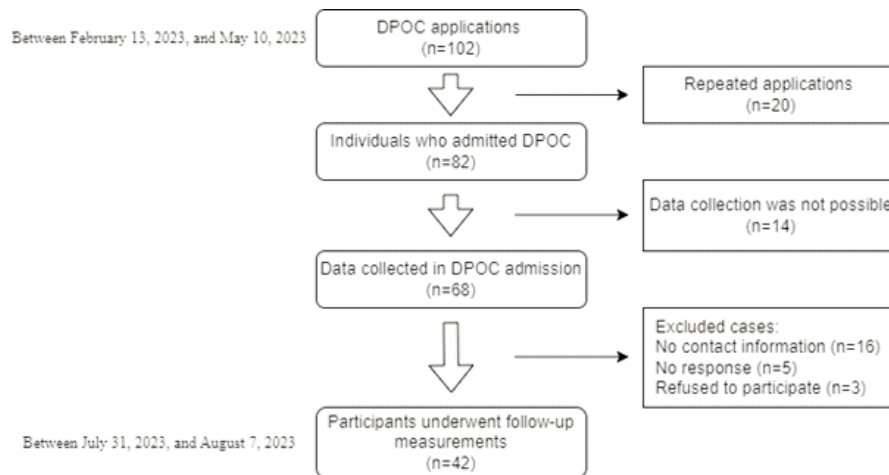 Between February 13, 2023, and May 10, 2023
DPOC applications
(n=102)
Repeated applications
(n=20)
Individuals who admitted DPOC
(n=82)
Data collection was not possible
(n=14)
Data collected in DPOC admission
(n=68)
Excluded cases:
No contact information (n=16)
No response (n=5)
Refused to participate (n=3)
Between July 31, 2023, and August 7, 2023
Participants underwent follow-up
measurements
(n=42)